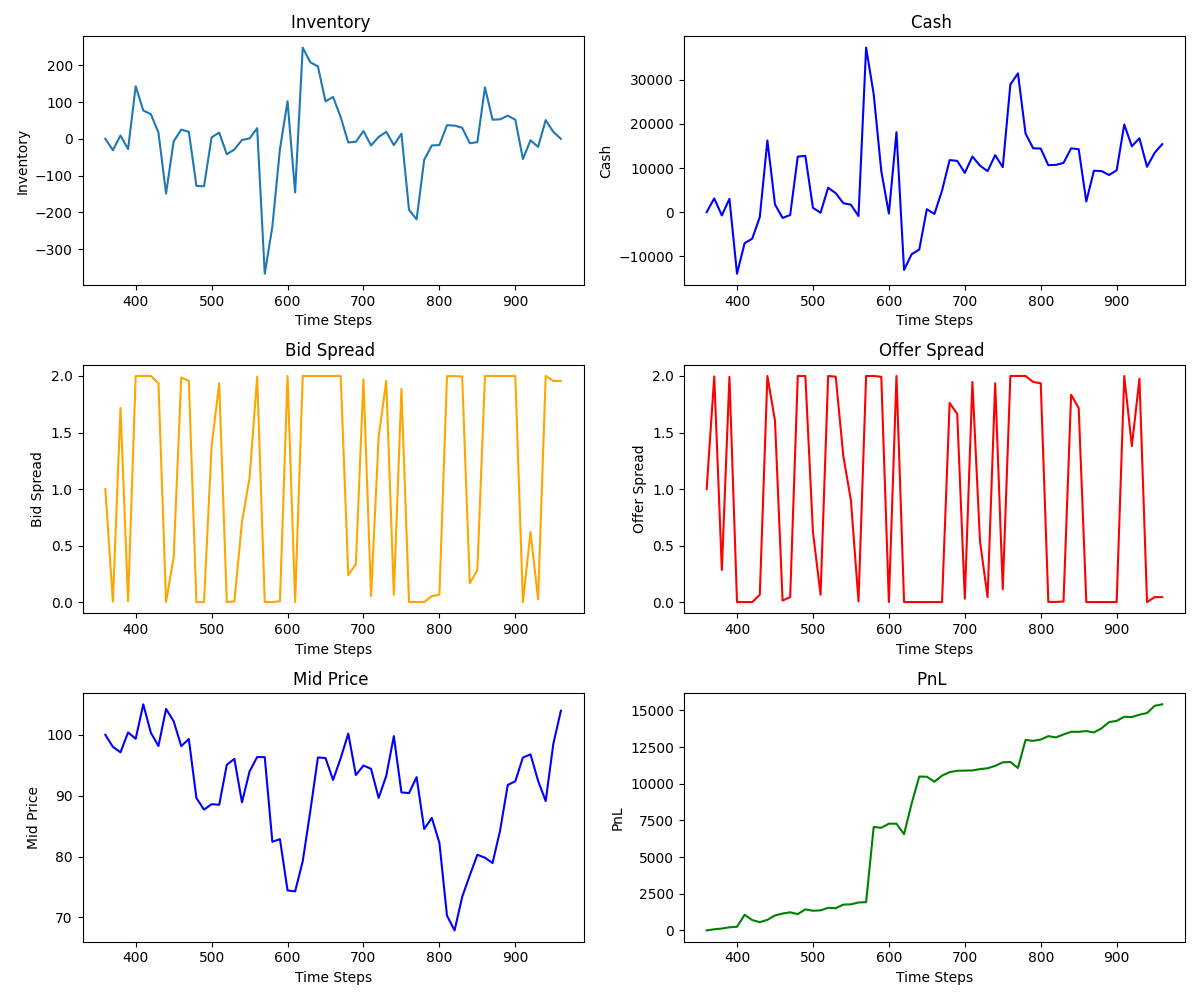 Inventory
Cash
Inventory
200
100
0
−100
−200
−300
400 500 600 700 800 900
Time Steps
Cash
30000
20000
10000
0
−10000
400 500 600 700 800 900
Time Steps
Bid Spread
Offer Spread
Bid Spread
2.0
1.5
1.0
0.5
0.0
400 500 600 700 800 900
Time Steps
Offer Spread
2.0
1.5
1.0
0.5
0.0
400 500 600 700 800 900
Time Steps
Mid Price
PnL
Mid Price
100
90
80
70
400 500 600 700 800 900
Time Steps
PnL
15000
12500
10000
7500
5000
2500
0
400 500 600 700 800 900
Time Steps